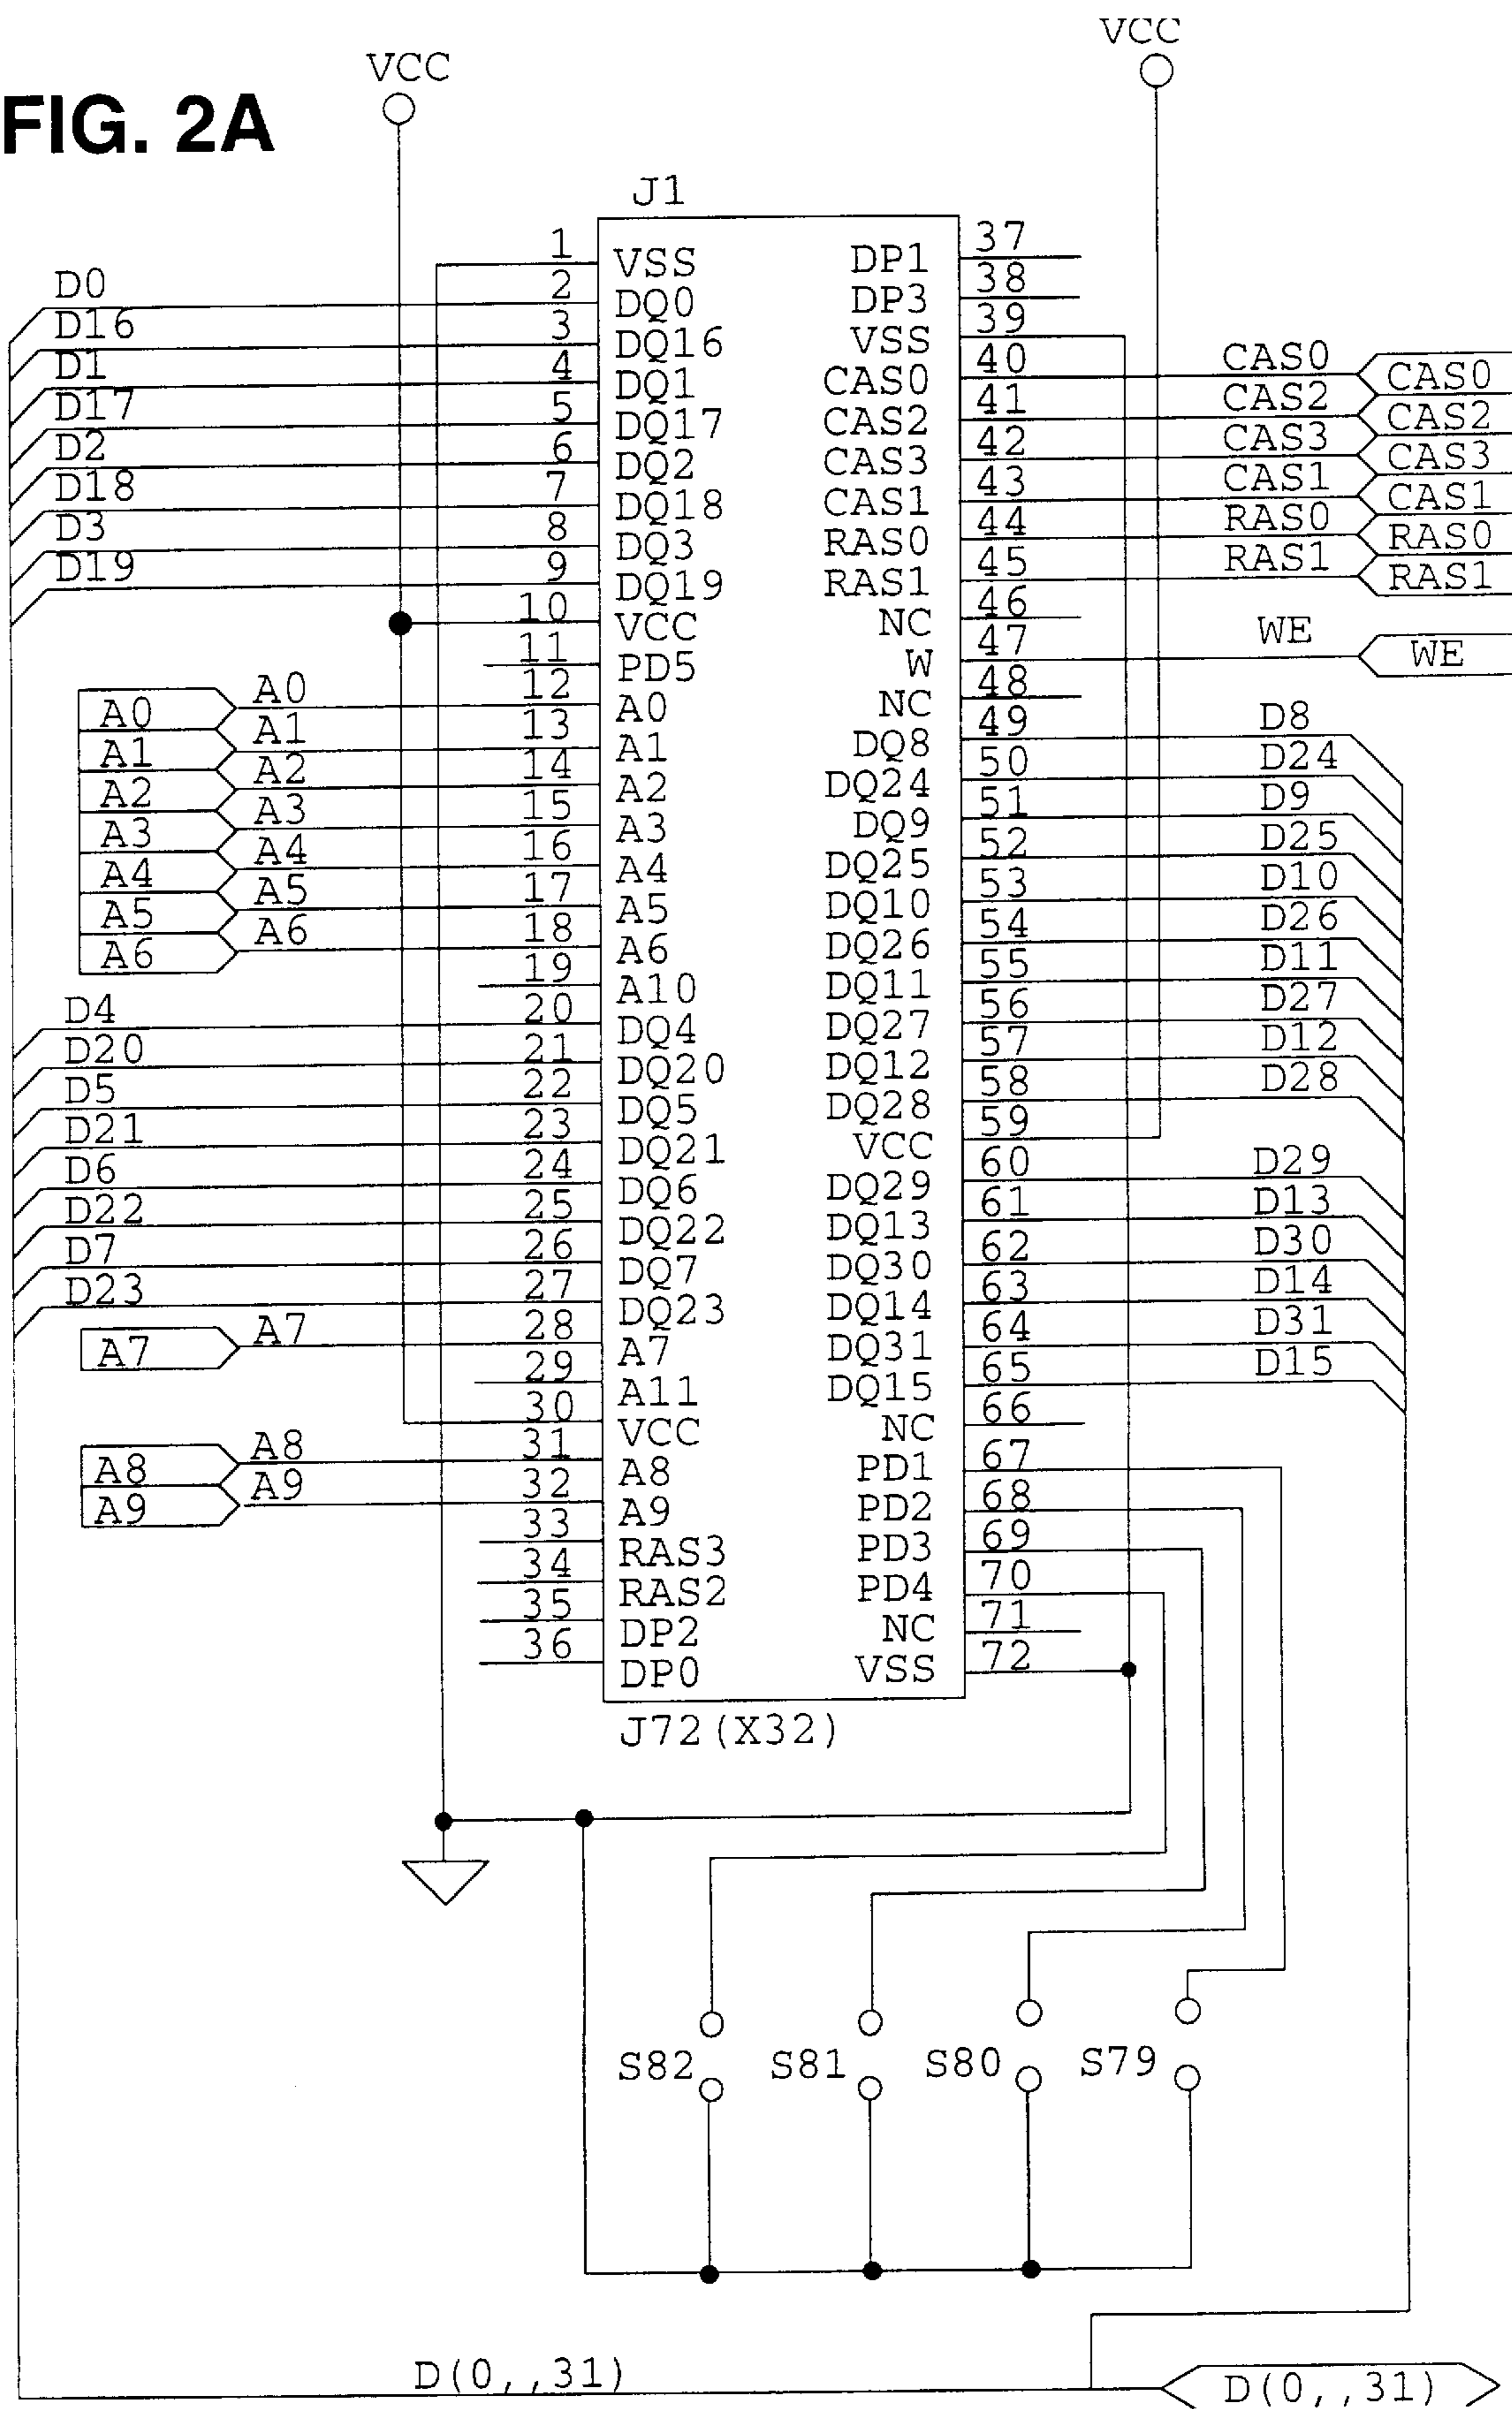 VCC
VCC
FIG. 2A
J1
1 VSS DP1 37
D0 2 DQ0 DP3 38
D16 3 DQ16 VSS 39
D1 4 DQ1 CAS0 40 CAS0 CAS0
D17 5 DQ17 CAS2 41 CAS2 CAS2
D2 6 DQ2 CAS3 42 CAS3 CAS3
D18 7 DQ18 CAS1 43 CAS1 CAS1
D3 8 DQ3 RAS0 44 RAS0 RAS0
D19 9 DQ19 RAS1 45 RAS1 RAS1
10 VCC NC 46
11 PD5 W 47 WE WE
A0 A0 12 A0 NC 48
A1 A1 13 A1 DQ8 49 D8
A2 A2 14 A2 DQ24 50 D24
A3 A3 15 A3 DQ9 51 D9
A4 A4 16 A4 DQ25 52 D25
A5 A5 17 A5 DQ10 53 D10
A6 A6 18 A6 DQ26 54 D26
19 A10 DQ11 55 D11
D4 20 DQ4 DQ27 56 D27
D20 21 DQ20 DQ12 57 D12
D5 22 DQ5 DQ28 58 D28
D21 23 DQ21 VCC 59
D6 24 DQ6 DQ29 60 D29
D22 25 DQ22 DQ13 61 D13
D7 26 DQ7 DQ30 62 D30
D23 27 DQ23 DQ14 63 D14
A7 A7 28 A7 DQ31 64 D31
29 A11 DQ15 65 D15
30 VCC NC 66
A8 A8 31 A8 PD1 67
A9 A9 32 A9 PD2 68
33 RAS3 PD3 69
34 RAS2 PD4 70
35 DP2 NC 71
36 DP0 VSS 72
J72(X32)
S82 S81 S80 S79
D(0,,31) D(0,,31)